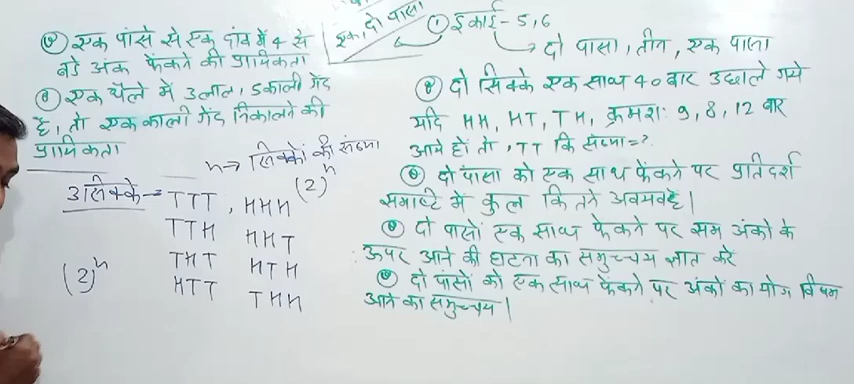 एक, दो पासा
① इकाई - 5, 6
→ दो पासा, तीन, एक पासा
एक पांसे से एक दांव में 4 से
बड़े अंक फेंकने की प्रायिकता
एक थैले में 3 लाल, 5 काली गेंद
है, तो एक काली गेंद निकालने की
प्रायिकता
n → सिक्कों की संख्या
(2)ⁿ
3 सिक्के → TTT, HHH
TTH HHT
THT HTH
HTT THH
(2)ⁿ
दो सिक्के एक साथ 40 बार उछाले गये
यदि HH, HT, TH, क्रमश: 9, 8, 12 बार
आये हो तो, TT कि संख्या = ?
दो पासा को एक साथ फेंकने पर प्रतिदर्श
समष्टि में कुल कितने अवयव है |
दो पासों एक साथ फेंकने पर सम अंको के
ऊपर आने की घटना का समुच्चय ज्ञात करे
दो पासों को एक साथ फेंकने पर अंकों का योग विषम
आने का समुच्चय |